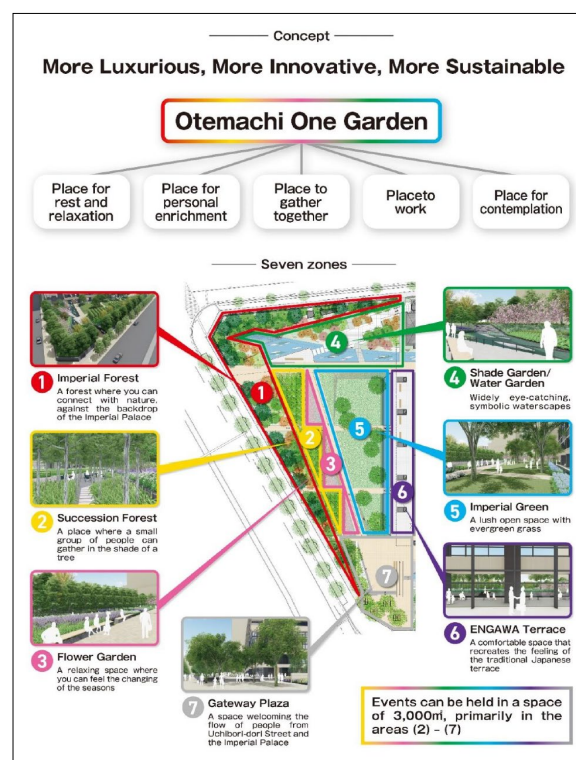 Concept
More Luxurious, More Innovative, More Sustainable
Otemachi One Garden
Place for
rest and
relaxation
Place for
personal
enrichment
Place to
gather
together
Placeto
work
Place for
contemplation
Seven zones
1 Imperial Forest
A forest where you can
connect with nature,
against the backdrop
of the Imperial Palace
2 Succession Forest
A place where a small
group of people can
gather in the shade of a
tree
3 Flower Garden
A relaxing space where
you can feel the changing
of the seasons
1
2
3
4
5
6
7
4 Shade Garden/
Water Garden
Widely eye-catching,
symbolic waterscapes
5 Imperial Green
A lush open space with
evergreen grass
6 ENGAWA Terrace
A comfortable space that
recreates the feeling of
the traditional Japanese
terrace
7 Gateway Plaza
A space welcoming the
flow of people from
Uchibori-dori Street and
the Imperial Palace
Events can be held in a space
of 3,000㎡, primarily in the
areas (2) - (7)